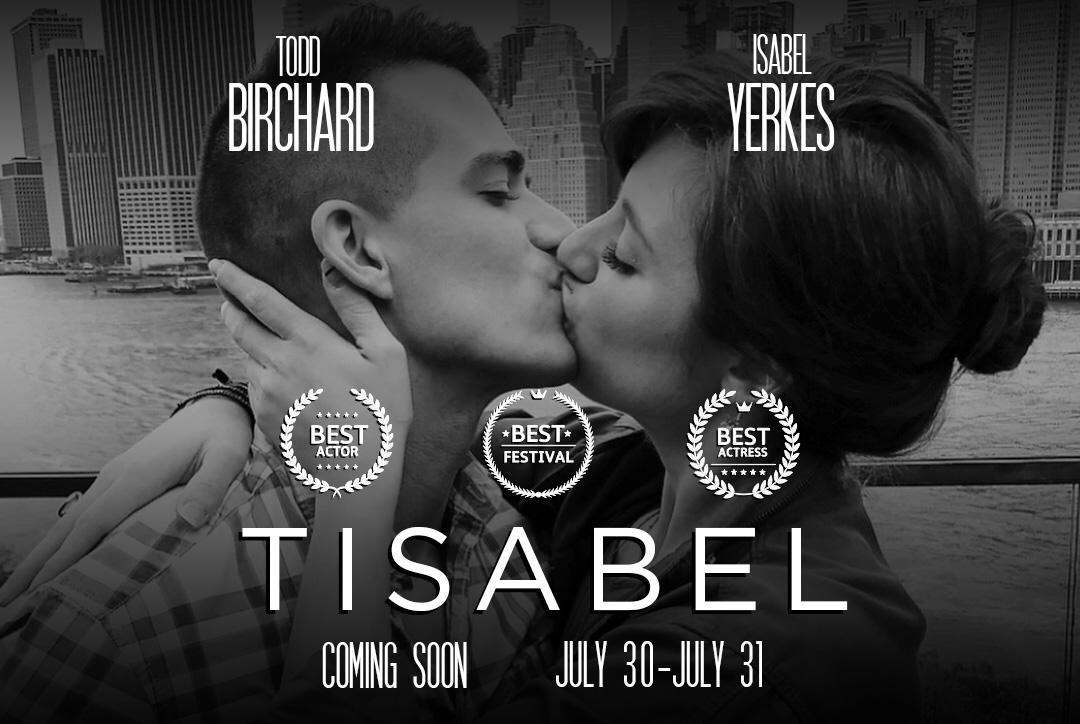 TODD
BIRCHARD
ISABEL
YERKES
BEST
ACTOR
BEST
FESTIVAL
BEST
ACTRESS
TISABEL
COMING SOON
JULY 30-JULY 31